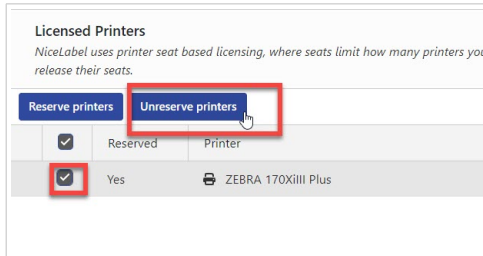 Licensed Printers
NiceLabel uses printer seat based licensing, where seats limit how many printers you
release their seats.
Reserve printers Unreserve printers
Reserved Printer
Yes ZEBRA 170XiIII Plus